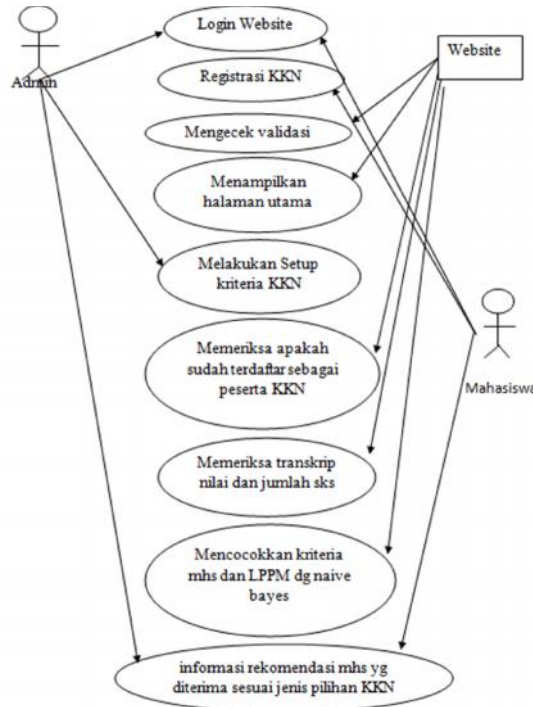 Login Website
Website
Registrasi KKN
Admin
Mengecek validasi
Menampilkan
halaman utama
Melakukan Setup
kriteria KKN
Memeriksa apakah
sudah terdaftar sebagai
peserta KKN
Mahasiswa
Memeriksa transkrip
nilai dan jumlah sks
Mencocokkan kriteria
mhs dan LPPM dg naive
bayes
informasi rekomendasi mhs yg
diterima sesuai jenis pilihan KKN